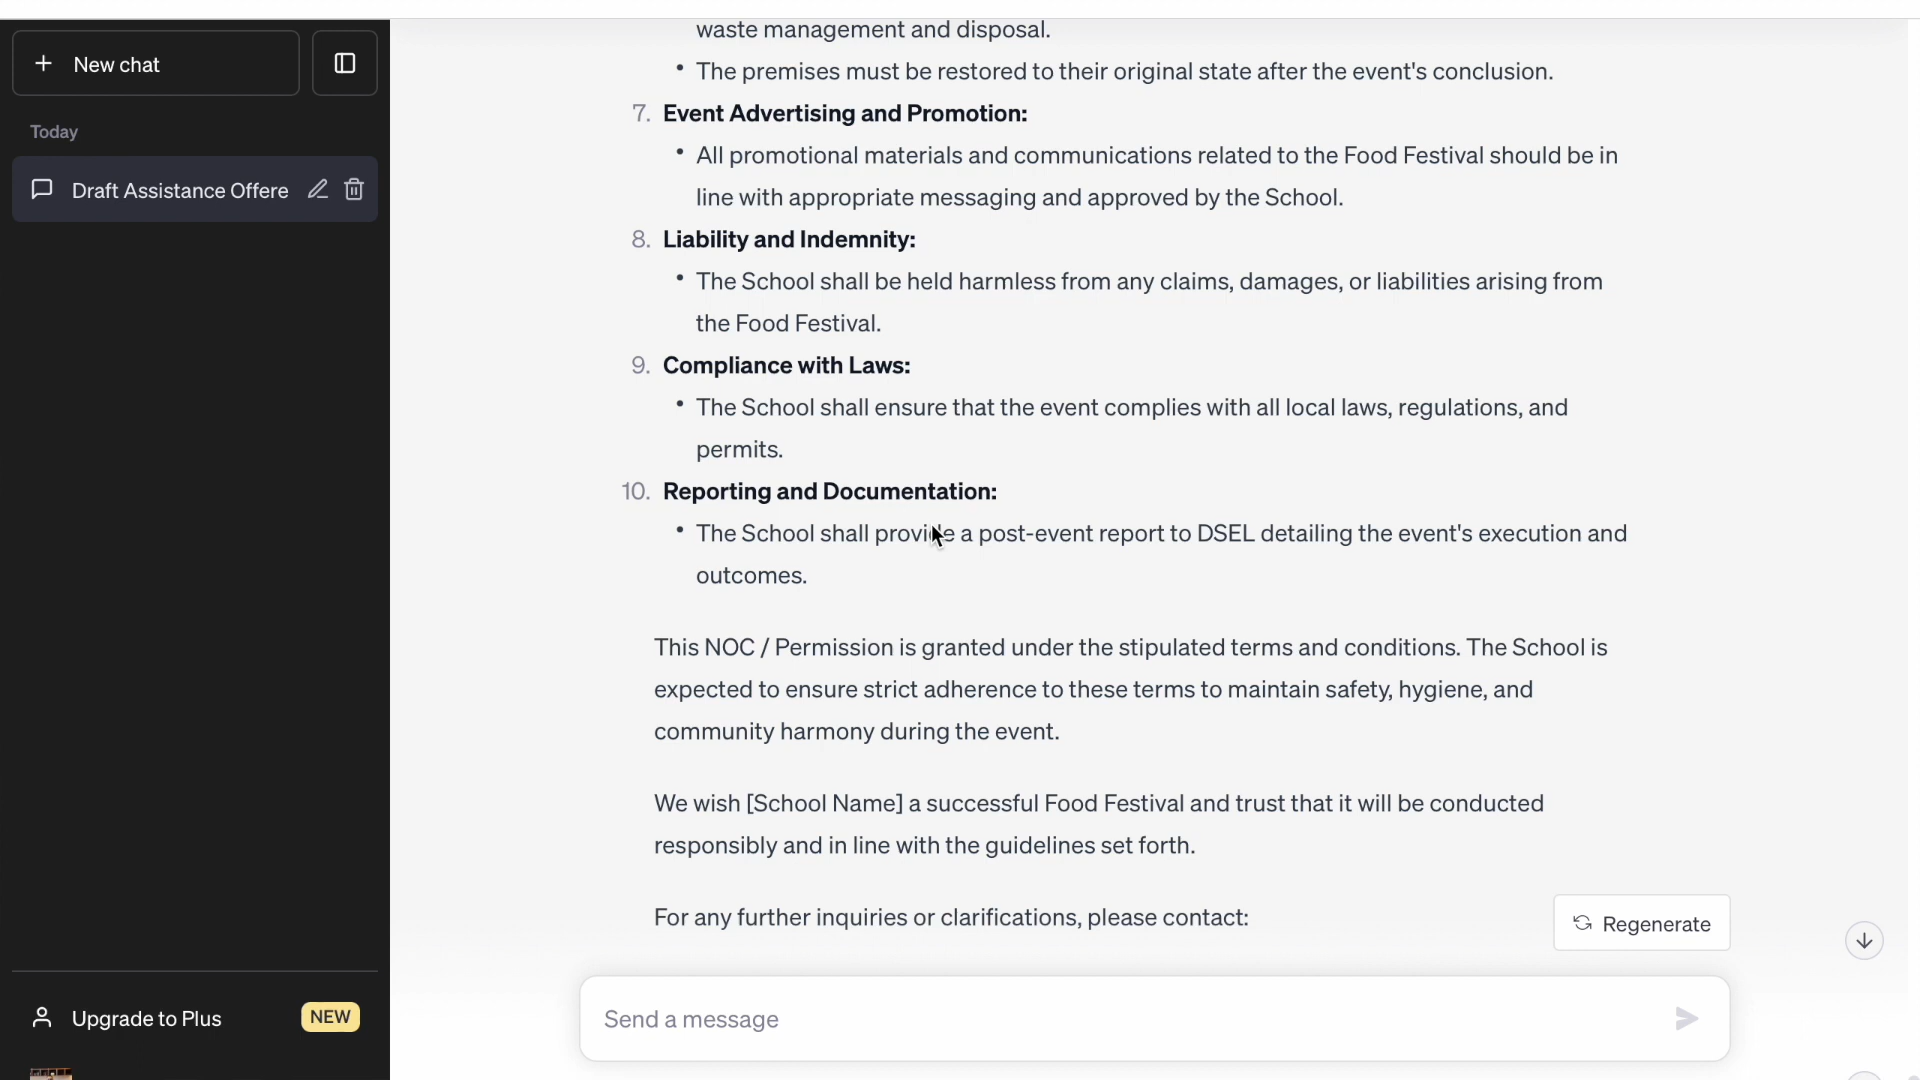 New chat
Today
Draft Assistance Offere
Upgrade to Plus
NEW
waste management and disposal.
• The premises must be restored to their original state after the event's conclusion.
7. Event Advertising and Promotion:
• All promotional materials and communications related to the Food Festival should be in
line with appropriate messaging and approved by the School.
8. Liability and Indemnity:
• The School shall be held harmless from any claims, damages, or liabilities arising from
the Food Festival.
9. Compliance with Laws:
• The School shall ensure that the event complies with all local laws, regulations, and
permits.
10. Reporting and Documentation:
• The School shall provide a post-event report to DSEL detailing the event's execution and
outcomes.
This NOC / Permission is granted under the stipulated terms and conditions. The School is
expected to ensure strict adherence to these terms to maintain safety, hygiene, and
community harmony during the event.
We wish [School Name] a successful Food Festival and trust that it will be conducted
responsibly and in line with the guidelines set forth.
For any further inquiries or clarifications, please contact:
Regenerate
Send a message